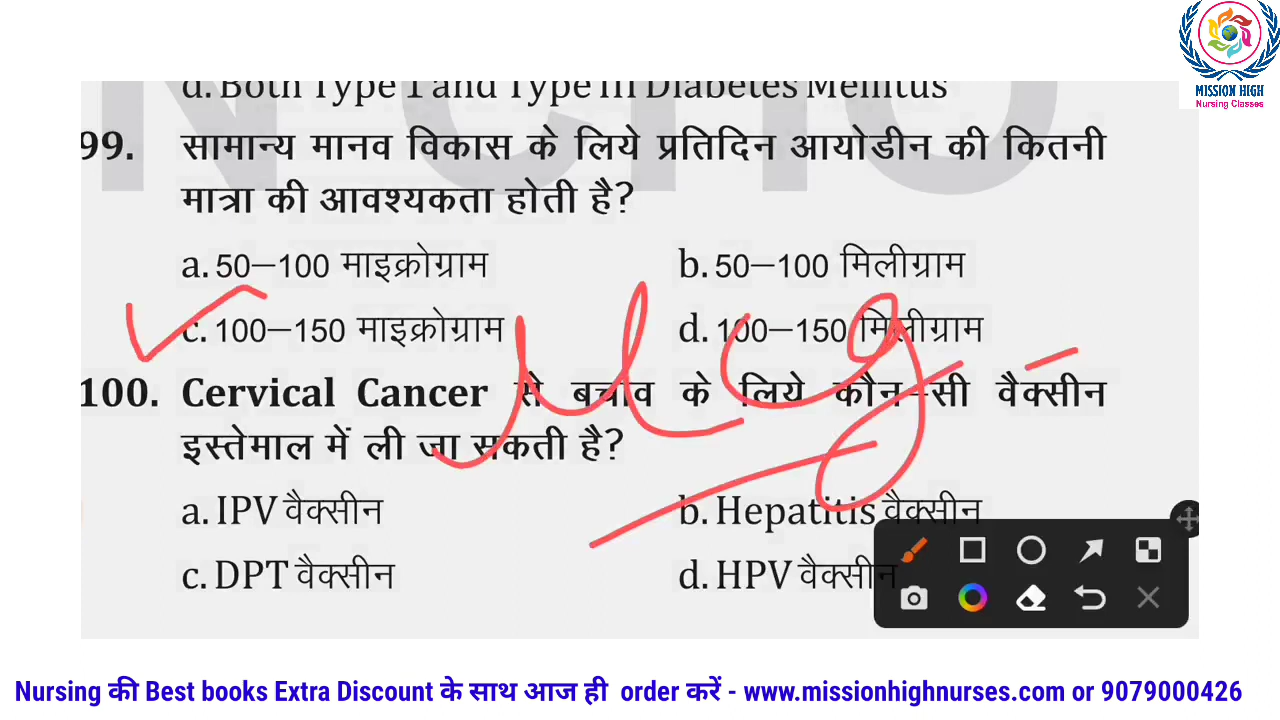 MISSION HIGH
Nursing Classes
d. Both Type I and Type III Diabetes Mellitus
99. सामान्य मानव विकास के लिये प्रतिदिन आयोडीन की कितनी
मात्रा की आवश्यकता होती है?
a. 50–100 माइक्रोग्राम b. 50–100 मिलीग्राम
c. 100–150 माइक्रोग्राम d. 100–150 मिलीग्राम
μcg
100. Cervical Cancer से बचाव के लिये कौन-सी वैक्सीन
इस्तेमाल में ली जा सकती है?
a. IPV वैक्सीन b. Hepatitis वैक्सीन
c. DPT वैक्सीन d. HPV वैक्सीन
Nursing की Best books Extra Discount के साथ आज ही order करें - www.missionhighnurses.com or 9079000426